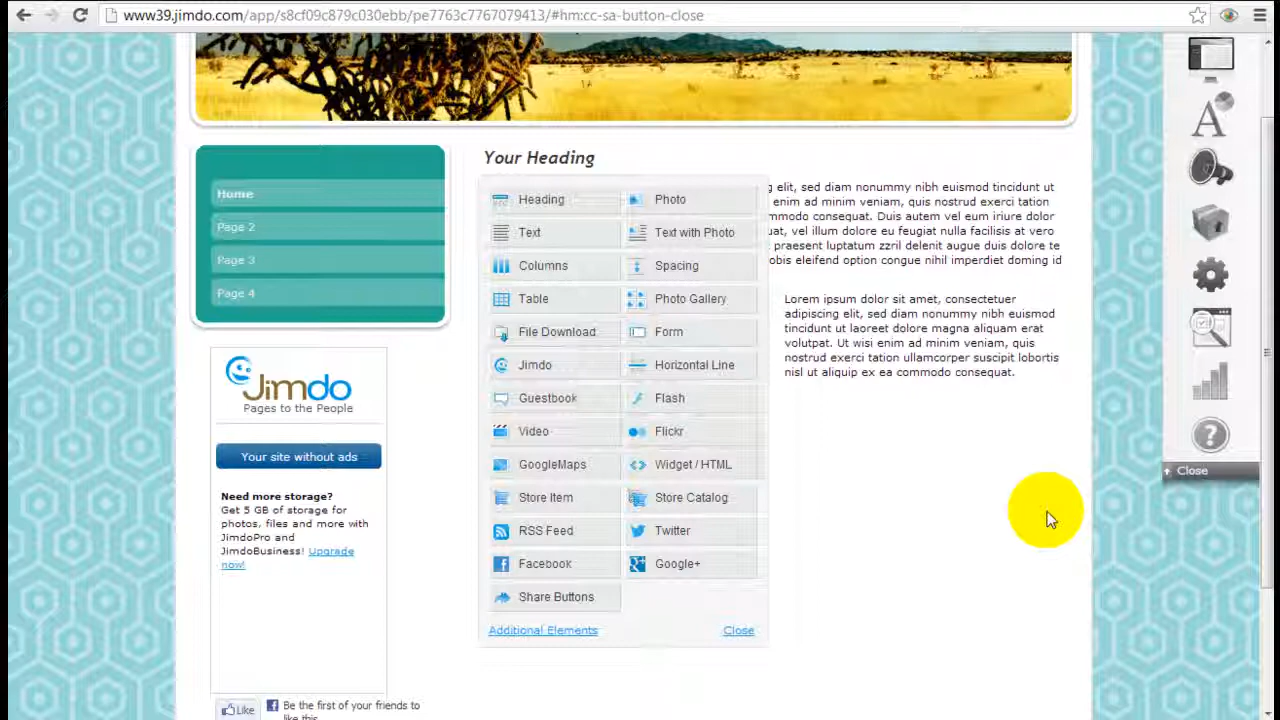 www39.jimdo.com/app/s8cf09c879c030ebb/pe7763c7767079413/#hm:cc-sa-button-close
Home
Page 2
Page 3
Page 4
Jimdo
Pages to the People
Your site without ads
Need more storage?
Get 5 GB of storage for
photos, files and more with
JimdoPro and
JimdoBusiness! Upgrade
now!
Like
Be the first of your friends to
like this.
Your Heading
Heading
Photo
Text
Text with Photo
Columns
Spacing
Table
Photo Gallery
File Download
Form
Jimdo
Horizontal Line
Guestbook
Flash
Video
Flickr
GoogleMaps
Widget / HTML
Store Item
Store Catalog
RSS Feed
Twitter
Facebook
Google+
Share Buttons
Additional Elements
Close
elit, sed diam nonummy nibh euismod tincidunt ut
enim ad minim veniam, quis nostrud exerci tation
consequat. Duis autem vel eum iriure dolor
vel illum dolore eu feugiat nulla facilisis at vero
praesent luptatum zzril delenit augue duis dolore te
eleifend option congue nihil imperdiet doming id
Lorem ipsum dolor sit amet, consectetuer
adipiscing elit, sed diam nonummy nibh euismod
tincidunt ut laoreet dolore magna aliquam erat
volutpat. Ut wisi enim ad minim veniam, quis
nostrud exerci tation ullamcorper suscipit lobortis
nisl ut aliquip ex ea commodo consequat.
A
?
Close